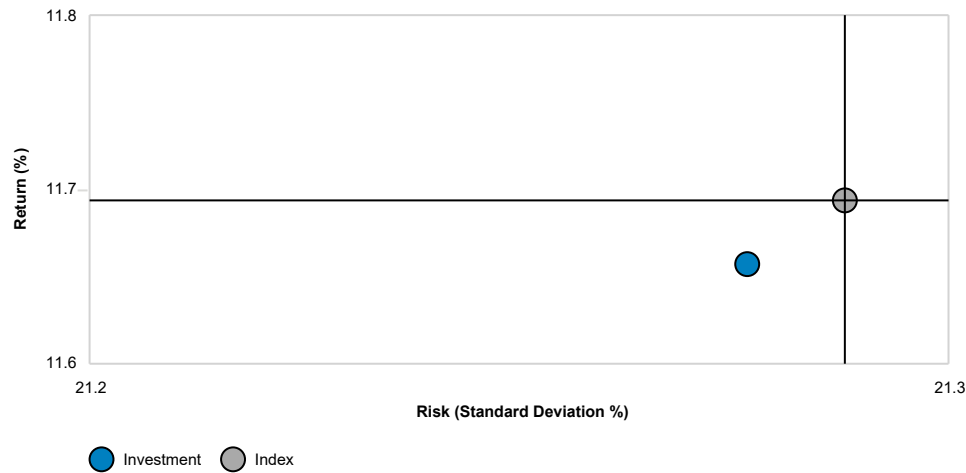 11.8
11.7
11.6
Return (%)
21.2 21.3
Risk (Standard Deviation %)
Investment Index